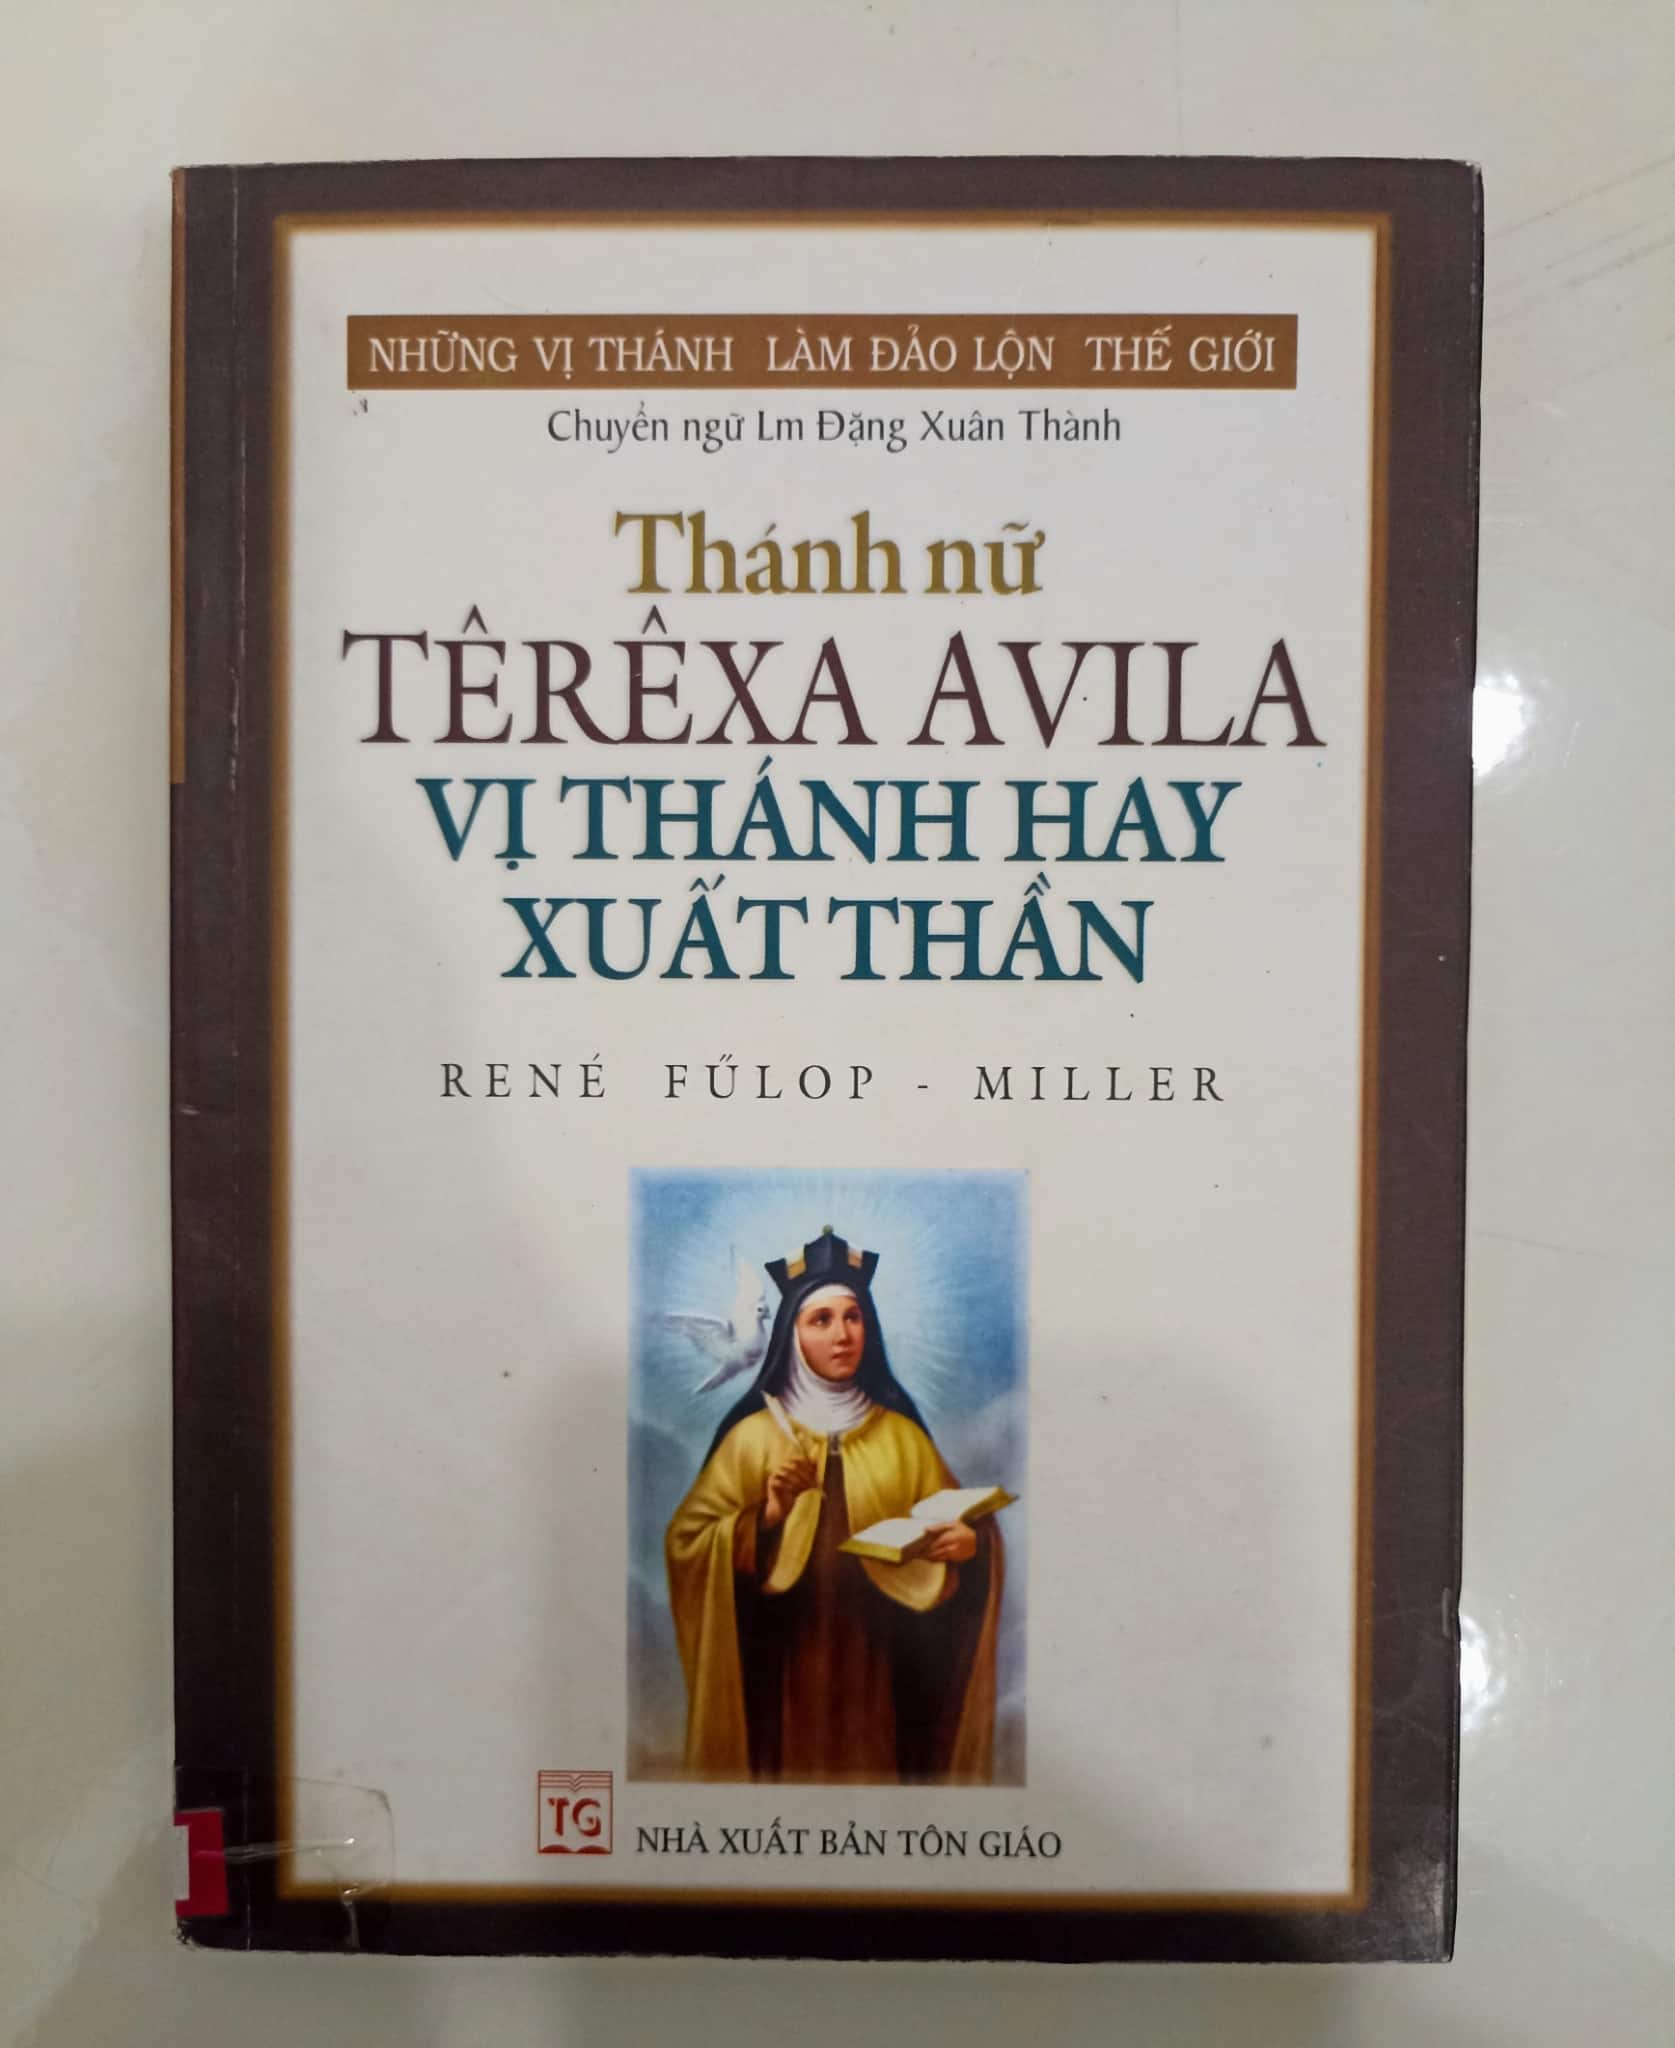 NHỮNG VỊ THÁNH LÀM ĐẢO LỘN THẾ GIỚI
Chuyển ngữ Lm Đặng Xuân Thành
Thánh nữ
TÊRÊXA AVILA
VỊ THÁNH HAY
XUẤT THẦN
RENÉ FŰLOP - MILLER
TG
NHÀ XUẤT BẢN TÔN GIÁO